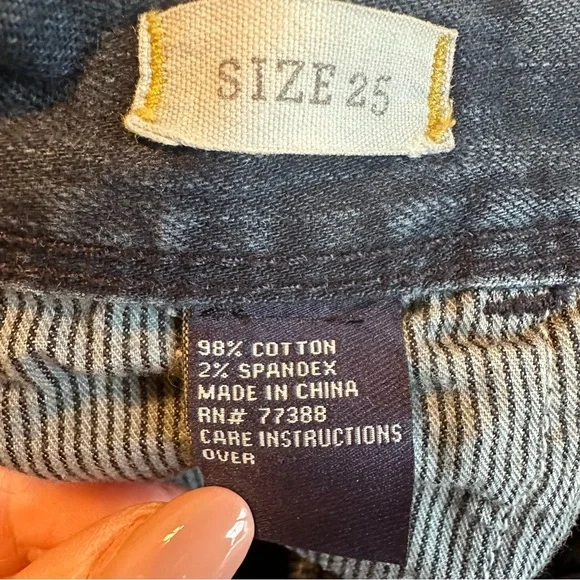 SIZE 25
98% COTTON
2% SPANDEX
MADE IN CHINA
RN# 77388
CARE INSTRUCTIONS
OVER